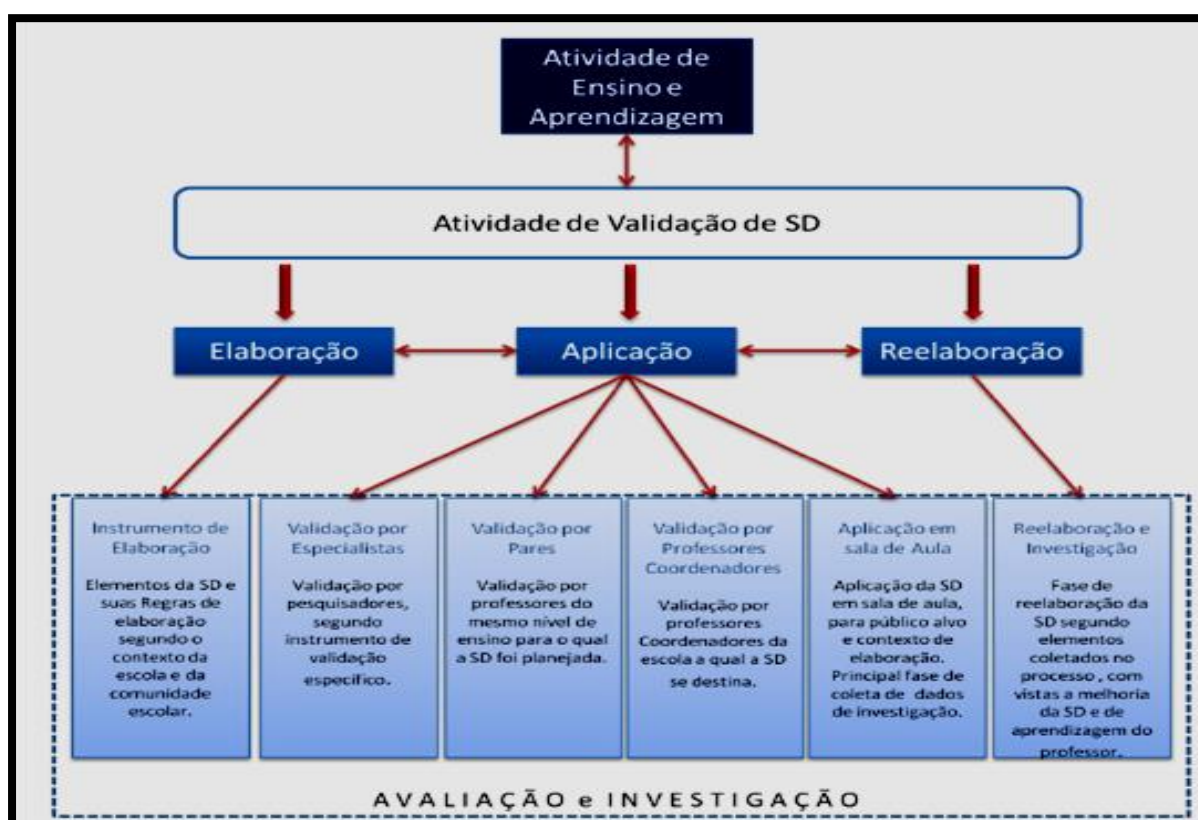 Atividade de
Ensino e
Aprendizagem
Atividade de Validação de SD
Elaboração
Aplicação
Reelaboração
Instrumento de
Elaboração
Elementos da SD e
suas Regras de
elaboração
segundo o
contexto da
escola e da
comunidade
escolar.
Validação por
Especialistas
Validação por
pesquisadores,
segundo
instrumento de
validação
específico.
Validação por
Pares
Validação por
professores do
mesmo nível de
ensino para o qual
a SD foi planejada.
Validação por
Professores
Coordenadores
Validação por
professores
Coordenadores da
escola a qual a SD
se destina.
Aplicação em
sala de Aula
Aplicação da SD
em sala de aula,
para público alvo
e contexto de
elaboração.
Principal fase de
coleta de dados
de investigação.
Reelaboração e
Investigação
Fase de
reelaboração da
SD segundo
elementos
coletados no
processo , com
vistas a melhoria
da SD e de
aprendizagem do
professor.
AVALIAÇÃO e INVESTIGAÇÃO